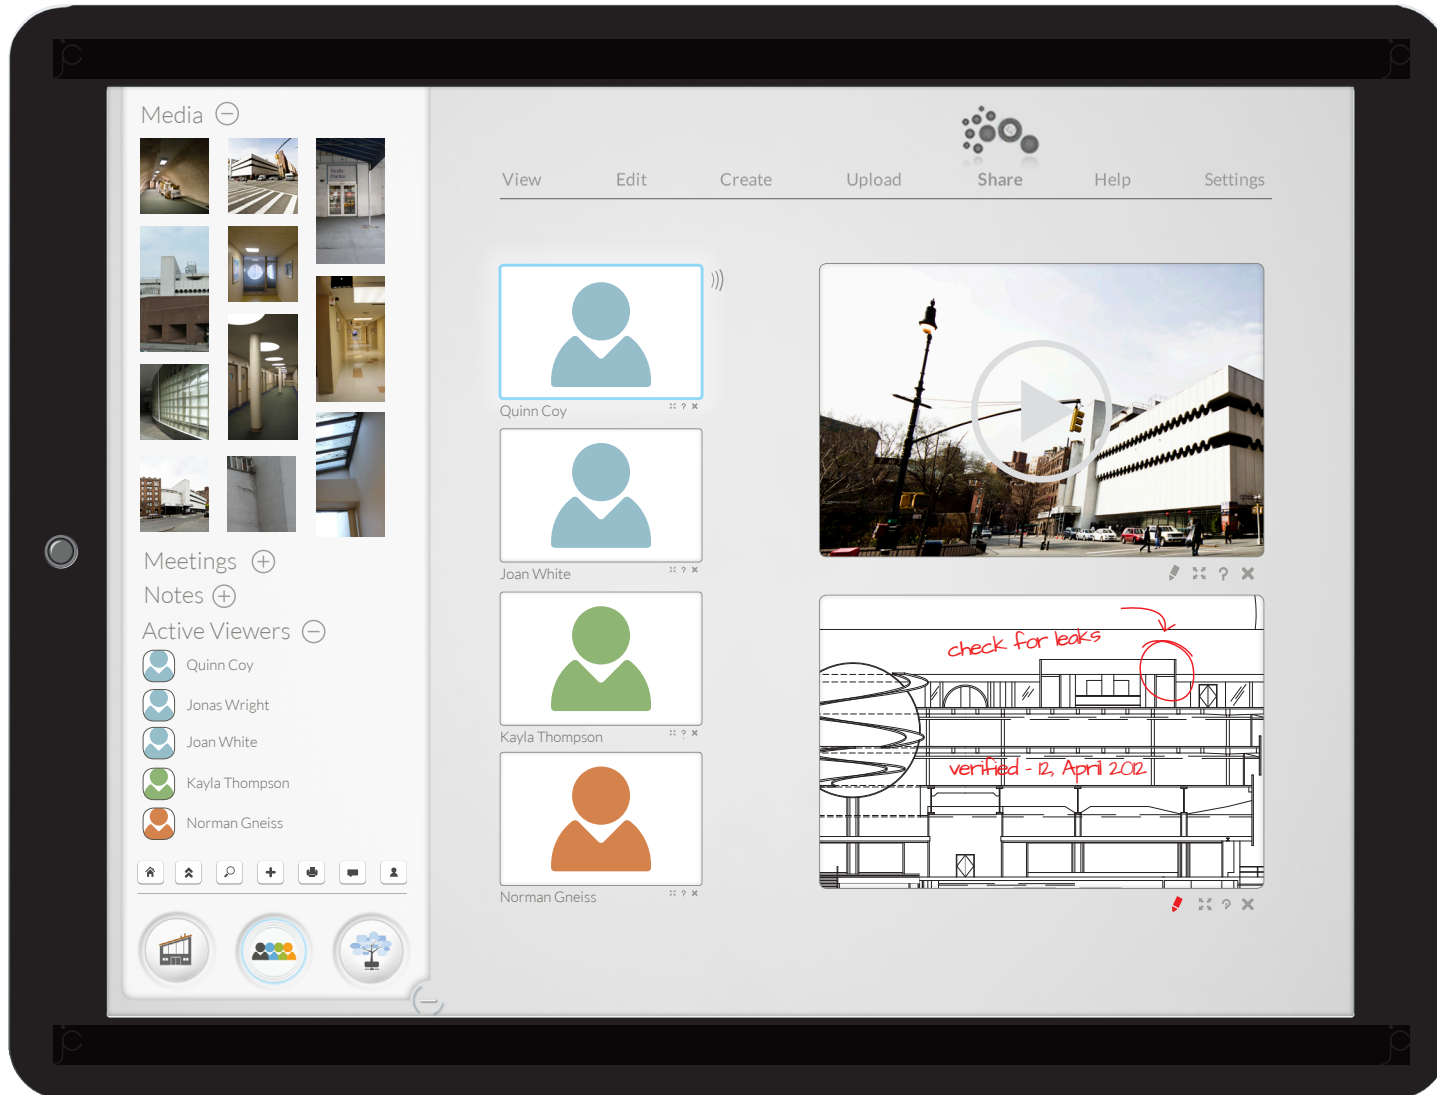 Media
View Edit Create Upload Share Help Settings
Quinn Coy
Joan White
Kayla Thompson
Norman Gneiss
check for leaks
verified - 12, April 2012
Meetings
Notes
Active Viewers
Quinn Coy
Jonas Wright
Joan White
Kayla Thompson
Norman Gneiss